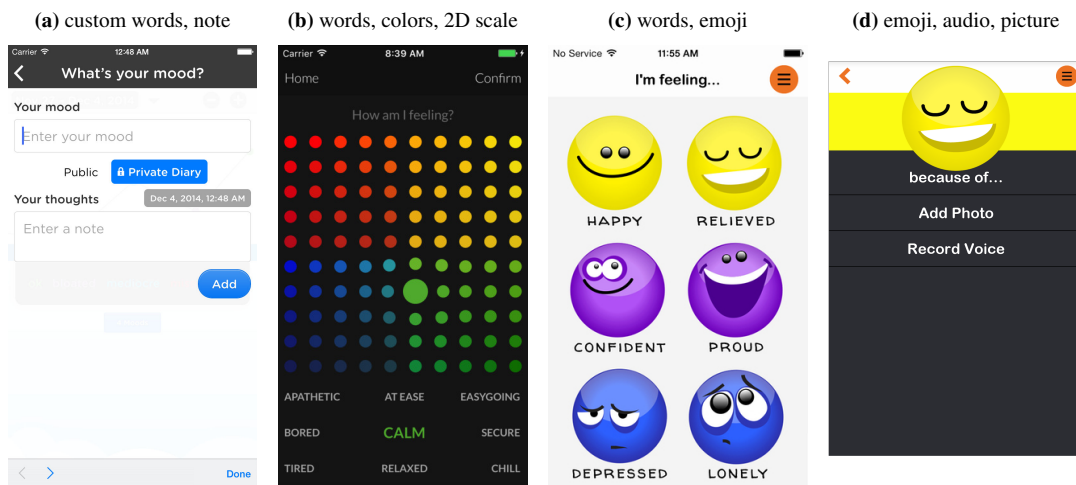 (a) custom words, note
(b) words, colors, 2D scale
(c) words, emoji
(d) emoji, audio, picture
Carrier 12:48 AM
What's your mood?
Your mood
Enter your mood
Public Private Diary
Your thoughts Dec 4, 2014, 12:48 AM
Enter a note
Add
Done
Carrier 8:39 AM
Home Confirm
How am I feeling?
APATHETIC AT EASE EASYGOING
BORED CALM SECURE
TIRED RELAXED CHILL
No Service 11:55 AM
I'm feeling...
HAPPY RELIEVED
CONFIDENT PROUD
DEPRESSED LONELY
because of...
Add Photo
Record Voice